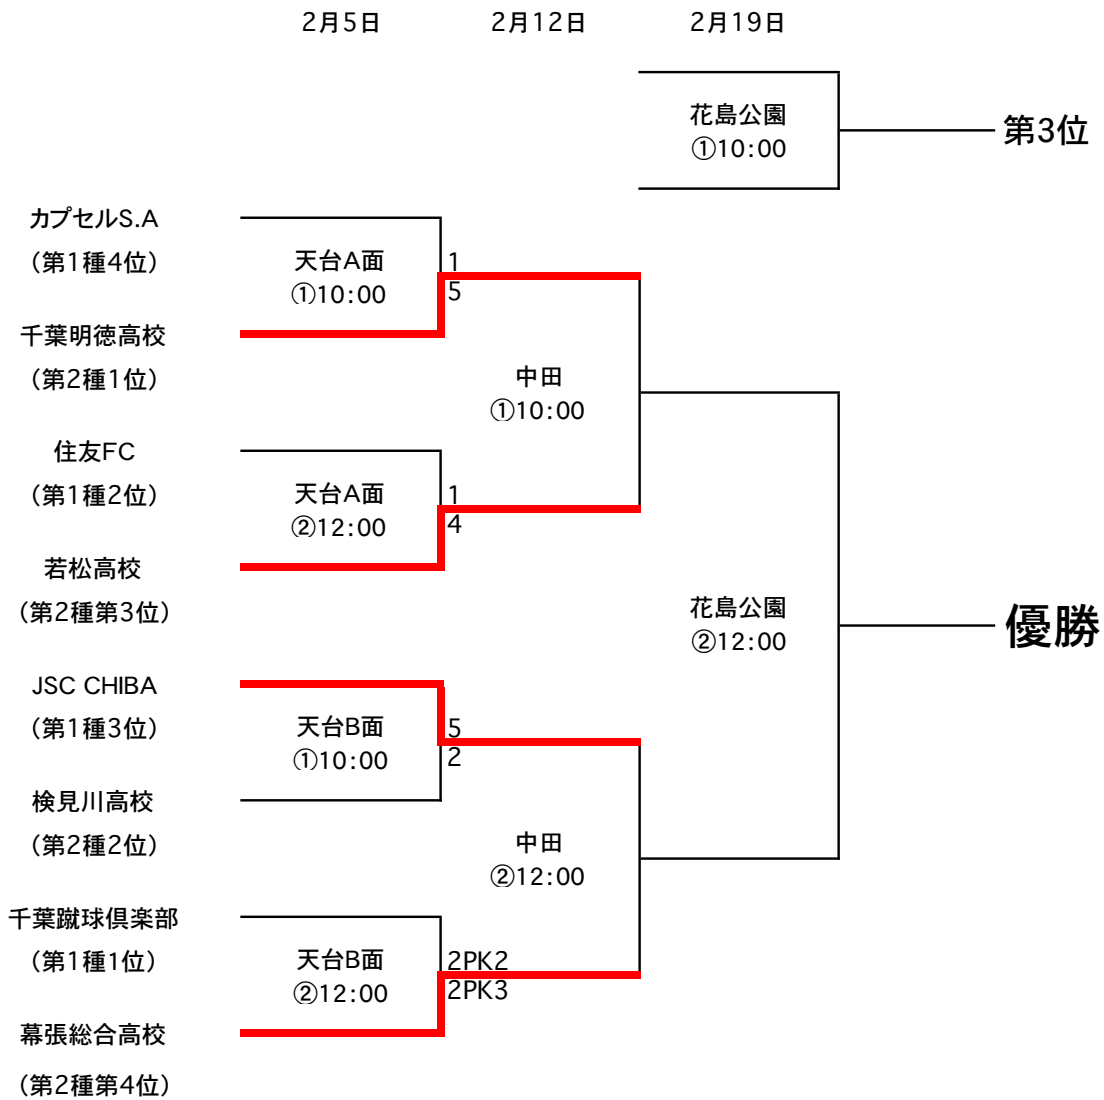 2月5日 2月12日 2月19日
花島公園
①10:00
第3位
カプセルS.A
（第1種4位）
天台A面
①10:00
1
5
千葉明徳高校
（第2種1位）
中田
①10:00
住友FC
（第1種2位）
天台A面
②12:00
1
4
若松高校
（第2種第3位）
花島公園
②12:00
優勝
JSC CHIBA
（第1種3位）
天台B面
①10:00
5
2
検見川高校
（第2種2位）
中田
②12:00
千葉蹴球倶楽部
（第1種1位）
天台B面
②12:00
2PK2
2PK3
幕張総合高校
（第2種第4位）